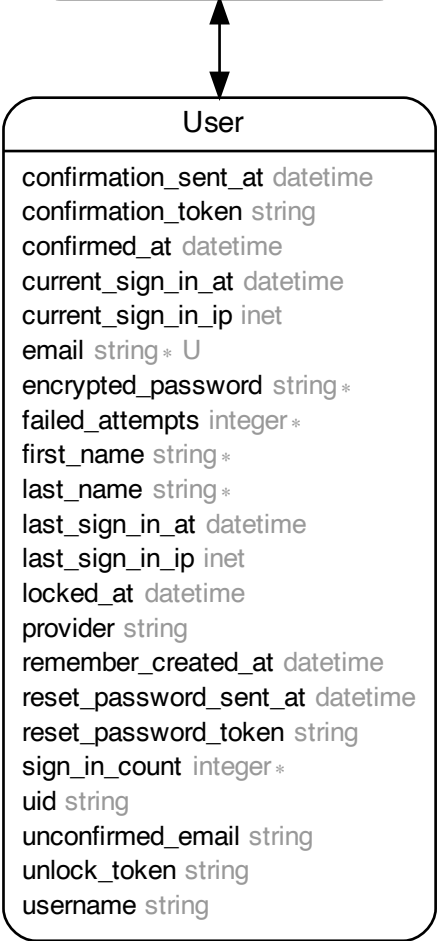 User
confirmation_sent_at datetime
confirmation_token string
confirmed_at datetime
current_sign_in_at datetime
current_sign_in_ip inet
email string* U
encrypted_password string*
failed_attempts integer*
first_name string*
last_name string*
last_sign_in_at datetime
last_sign_in_ip inet
locked_at datetime
provider string
remember_created_at datetime
reset_password_sent_at datetime
reset_password_token string
sign_in_count integer*
uid string
unconfirmed_email string
unlock_token string
username string